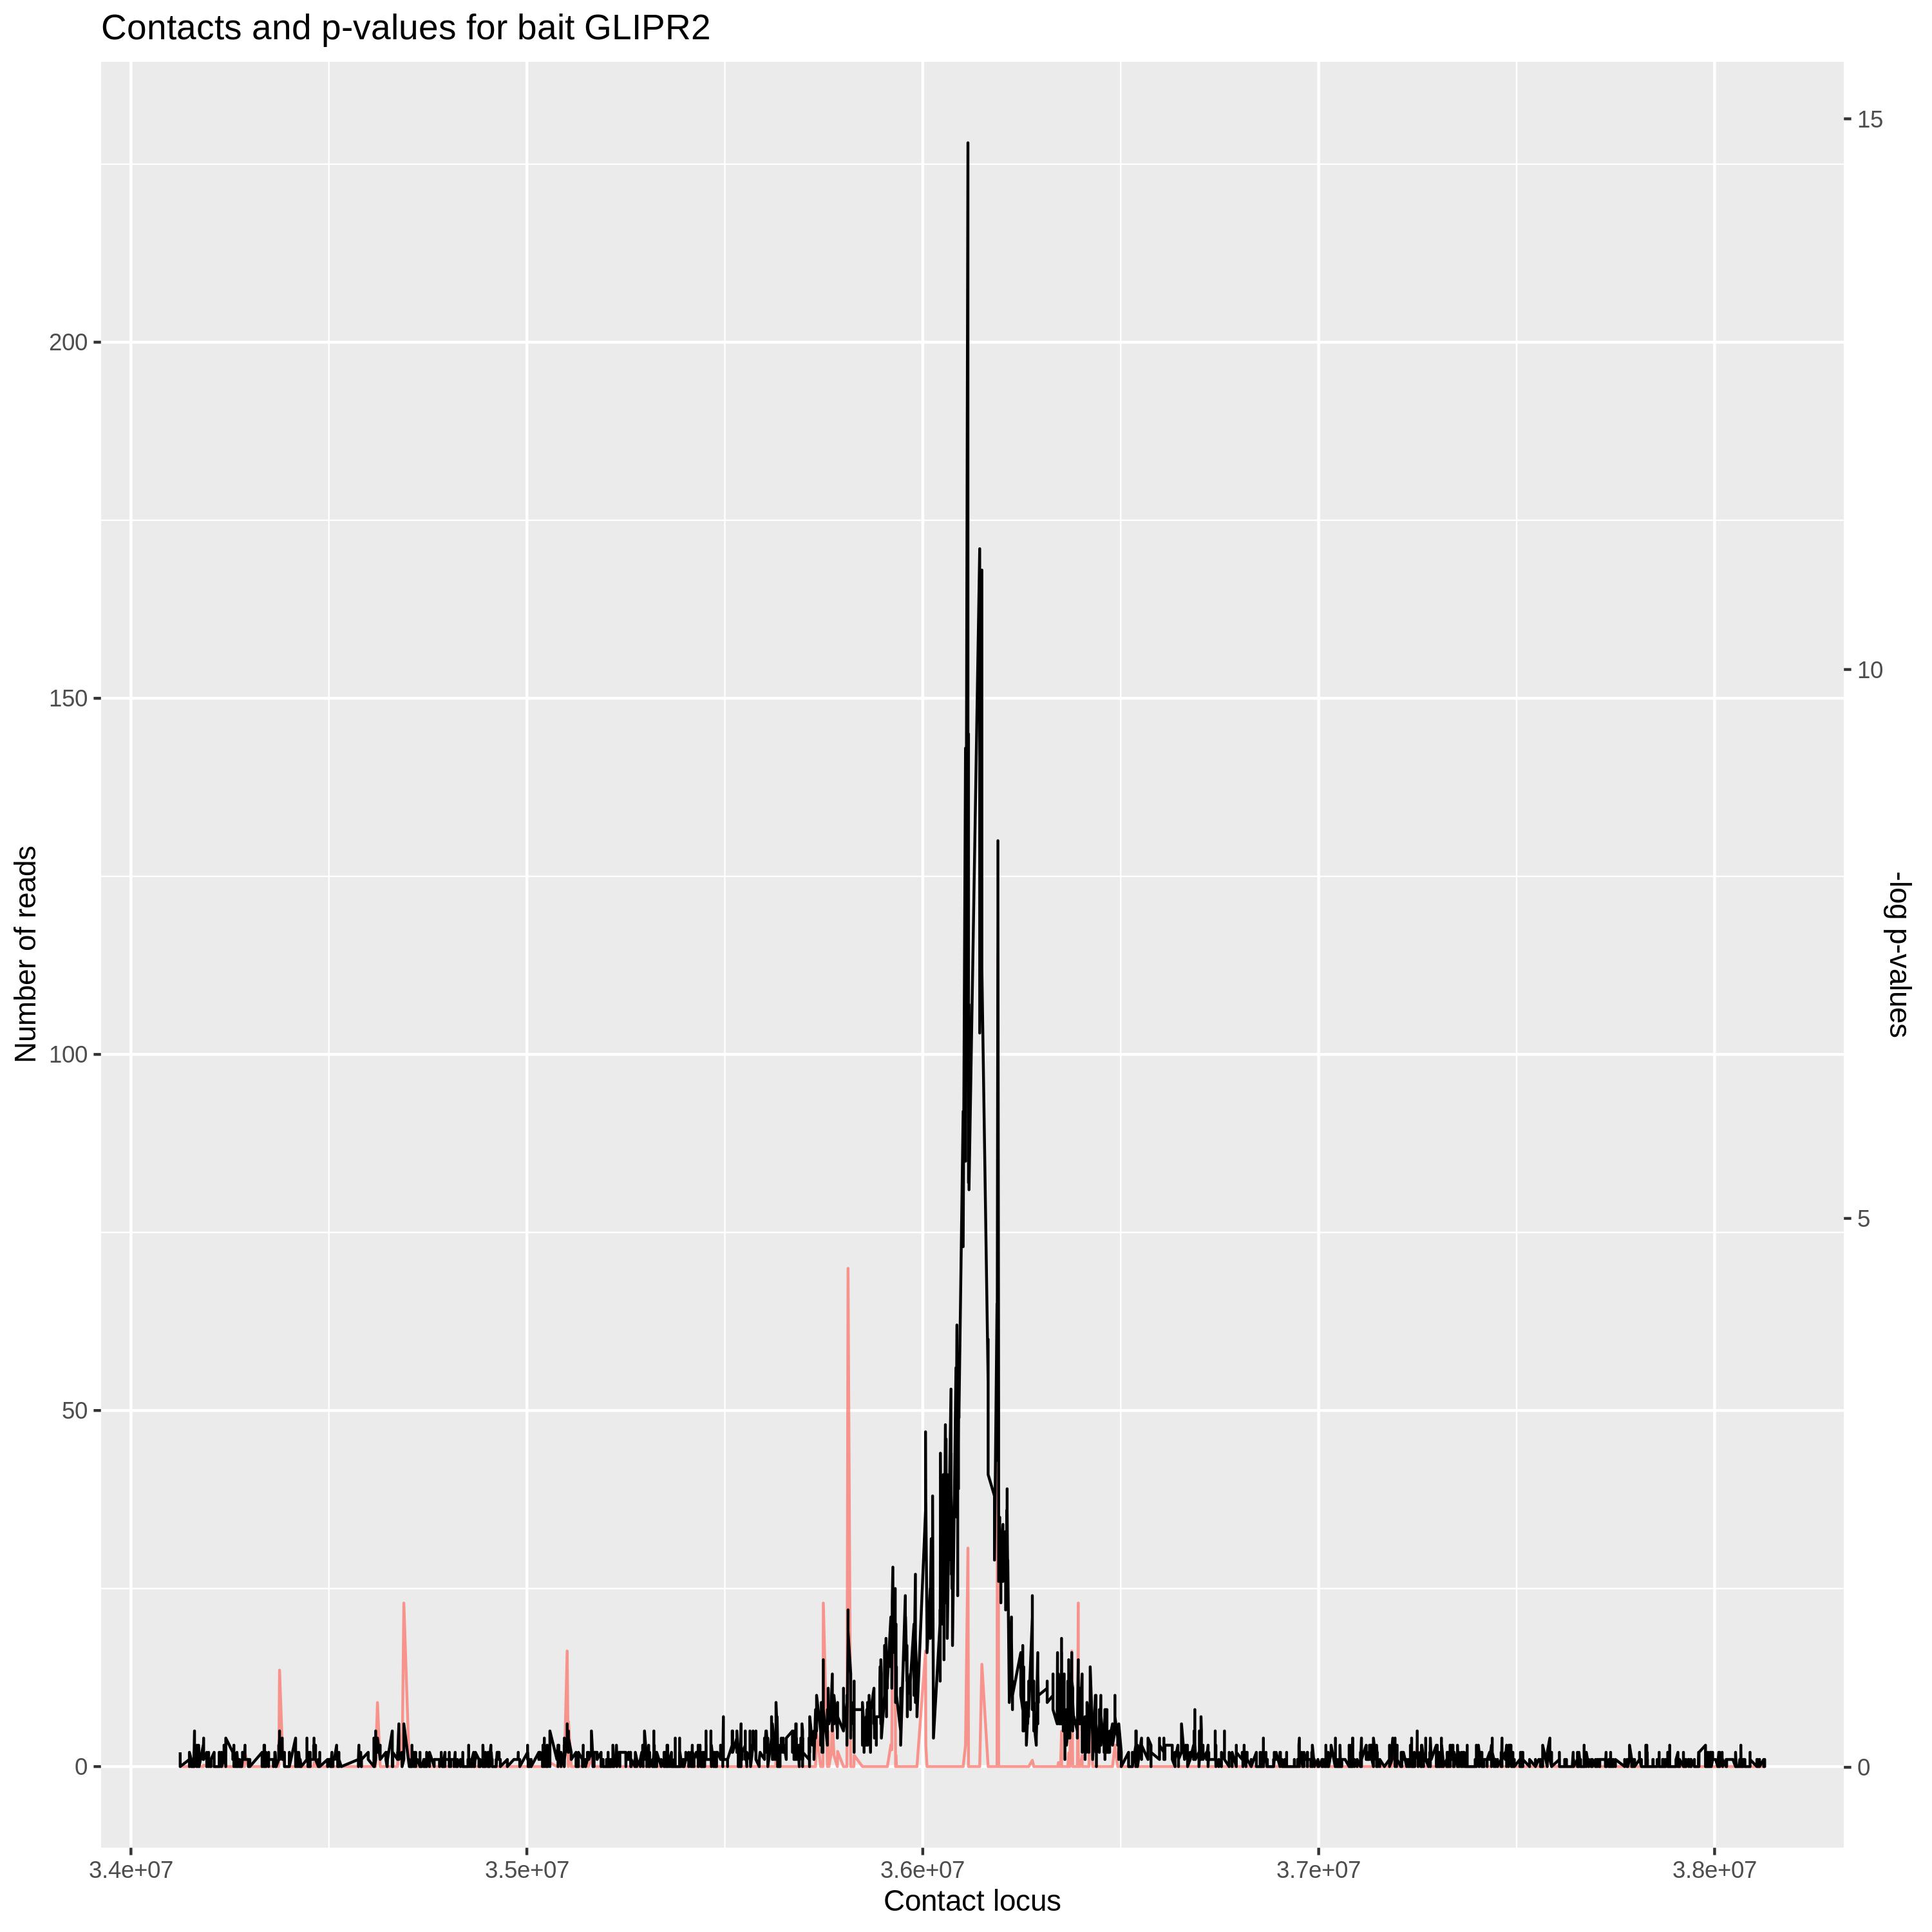 Contacts and p-values for bait GLIPR2
15
200
10
150
Number of reads
-log p-values
100
5
50
0
0
3.4e+07
3.5e+07
3.6e+07
3.7e+07
3.8e+07
Contact locus